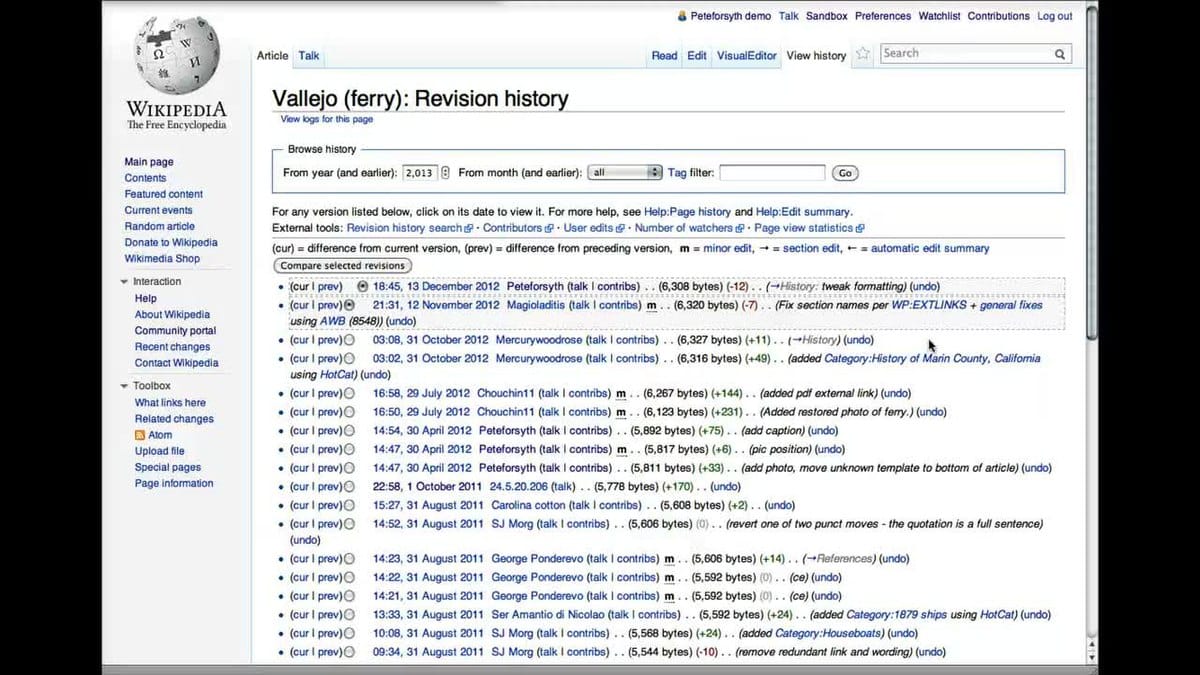 Peteforsyth demo Talk Sandbox Preferences Watchlist Contributions Log out
Article Talk Read Edit VisualEditor View history Search
WIKIPEDIA
The Free Encyclopedia
Vallejo (ferry): Revision history
View logs for this page
Main page
Contents
Featured content
Current events
Random article
Donate to Wikipedia
Wikimedia Shop
Interaction
Help
About Wikipedia
Community portal
Recent changes
Contact Wikipedia
Toolbox
What links here
Related changes
Atom
Upload file
Special pages
Page information
Browse history
From year (and earlier): 2,013 From month (and earlier): all Tag filter: Go
For any version listed below, click on its date to view it. For more help, see Help:Page history and Help:Edit summary.
External tools: Revision history search · Contributors · User edits · Number of watchers · Page view statistics
(cur) = difference from current version, (prev) = difference from preceding version, m = minor edit, → = section edit, ← = automatic edit summary
Compare selected revisions
• (cur | prev) 18:45, 13 December 2012 Peteforsyth (talk | contribs) . . (6,308 bytes) (-12) . . (→History: tweak formatting) (undo)
• (cur | prev) 21:31, 12 November 2012 Magioladitis (talk | contribs) m . . (6,320 bytes) (-7) . . (Fix section names per WP:EXTLINKS + general fixes
using AWB (8548)) (undo)
• (cur | prev) 03:08, 31 October 2012 Mercurywoodrose (talk | contribs) . . (6,327 bytes) (+11) . . (→History) (undo)
• (cur | prev) 03:02, 31 October 2012 Mercurywoodrose (talk | contribs) . . (6,316 bytes) (+49) . . (added Category:History of Marin County, California
using HotCat) (undo)
• (cur | prev) 16:58, 29 July 2012 Chouchin11 (talk | contribs) m . . (6,267 bytes) (+144) . . (added pdf external link) (undo)
• (cur | prev) 16:50, 29 July 2012 Chouchin11 (talk | contribs) m . . (6,123 bytes) (+231) . . (Added restored photo of ferry.) (undo)
• (cur | prev) 14:54, 30 April 2012 Peteforsyth (talk | contribs) . . (5,892 bytes) (+75) . . (add caption) (undo)
• (cur | prev) 14:47, 30 April 2012 Peteforsyth (talk | contribs) m . . (5,817 bytes) (+6) . . (pic position) (undo)
• (cur | prev) 14:47, 30 April 2012 Peteforsyth (talk | contribs) . . (5,811 bytes) (+33) . . (add photo, move unknown template to bottom of article) (undo)
• (cur | prev) 22:58, 1 October 2011 24.5.20.206 (talk) . . (5,778 bytes) (+170) . . (undo)
• (cur | prev) 15:27, 31 August 2011 Carolina cotton (talk | contribs) . . (5,608 bytes) (+2) . . (undo)
• (cur | prev) 14:52, 31 August 2011 SJ Morg (talk | contribs) . . (5,606 bytes) (0) . . (revert one of two punct moves - the quotation is a full sentence)
(undo)
• (cur | prev) 14:23, 31 August 2011 George Ponderevo (talk | contribs) m . . (5,606 bytes) (+14) . . (→References) (undo)
• (cur | prev) 14:22, 31 August 2011 George Ponderevo (talk | contribs) m . . (5,592 bytes) (0) . . (ce) (undo)
• (cur | prev) 14:21, 31 August 2011 George Ponderevo (talk | contribs) m . . (5,592 bytes) (0) . . (ce) (undo)
• (cur | prev) 13:33, 31 August 2011 Ser Amantio di Nicolao (talk | contribs) . . (5,592 bytes) (+24) . . (added Category:1879 ships using HotCat) (undo)
• (cur | prev) 10:08, 31 August 2011 SJ Morg (talk | contribs) . . (5,568 bytes) (+24) . . (added Category:Houseboats) (undo)
• (cur | prev) 09:34, 31 August 2011 SJ Morg (talk | contribs) . . (5,544 bytes) (-10) . . (remove redundant link and wording) (undo)